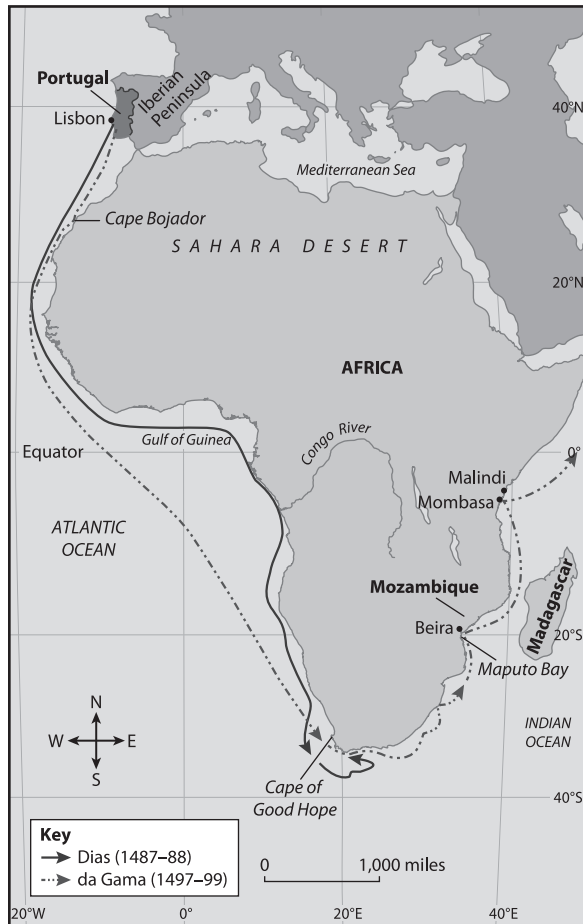 Portugal
Lisbon
Iberian
Peninsula
40°N
Mediterranean Sea
Cape Bojador
SAHARA DESERT
20°N
AFRICA
Gulf of Guinea
Congo River
Equator
0°
Malindi
Mombasa
ATLANTIC
OCEAN
Mozambique
Madagascar
Beira
20°S
Maputo Bay
N
W E
S
INDIAN
OCEAN
Cape of
Good Hope
40°S
Key
Dias (1487–88)
da Gama (1497–99)
0 1,000 miles
20°W 0° 20°E 40°E